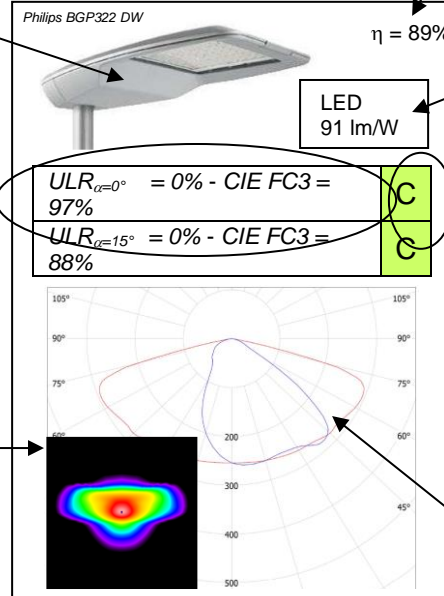 Philips BGP322 DW
η = 89%
LED
91 lm/W
ULRα=0° = 0% - CIE FC3 =
97%
C
ULRα=15° = 0% - CIE FC3 =
88%
C
105° 105°
90° 90°
75° 75°
60° 60°
200
45°
300
400
500